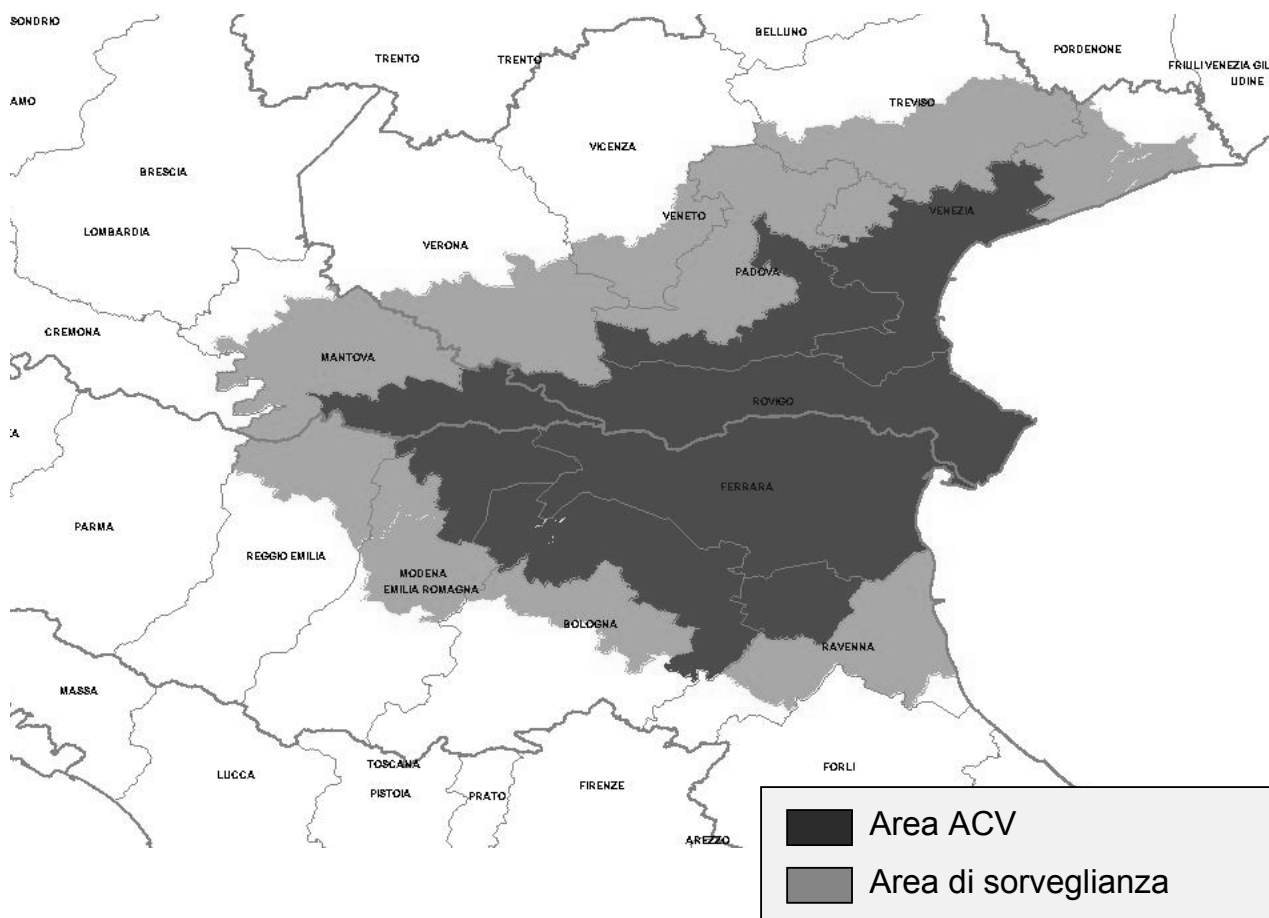 SONDRIO
BELLUNO
PORDENONE
TRENTO
TRENTO
FRIULI VENEZIA GIU
UDINE
AMO
TREVISO
VICENZA
BRESCIA
VENEZIA
VENETO
LOMBARDIA
VERONA
PADOVA
CREMONA
MANTOVA
ROVIGO
FERRARA
PARMA
REGGIO EMILIA
MODENA
EMILIA ROMAGNA
BOLOGNA
RAVENNA
MASSA
TOSCANA
FORLI
LUCCA
PISTOIA
PRATO
FIRENZE
AREZZO
Area ACV
Area di sorveglianza